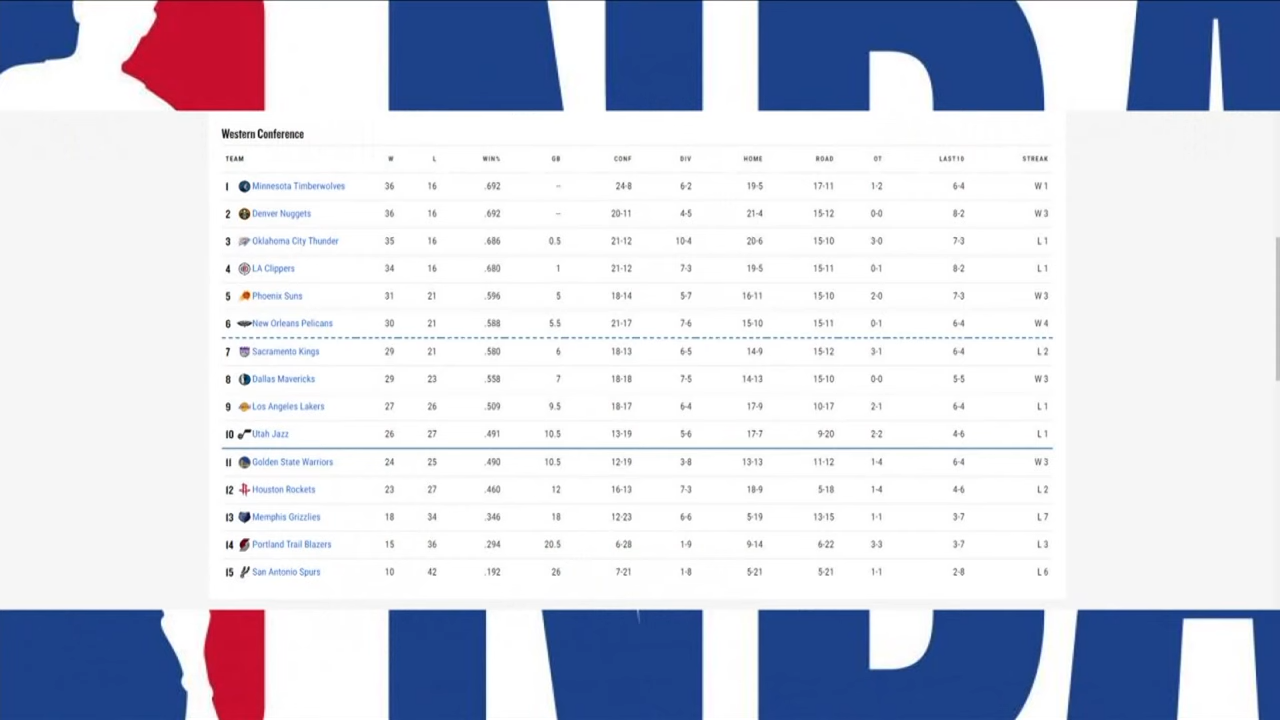 NBA
Western Conference
TEAM W L WIN% GB CONF DIV HOME ROAD OT LAST10 STREAK
1 Minnesota Timberwolves 36 16 .692 – 24-8 6-2 19-5 17-11 1-2 6-4 W 1
2 Denver Nuggets 36 16 .692 – 20-11 4-5 21-4 15-12 0-0 8-2 W 3
3 Oklahoma City Thunder 35 16 .686 0.5 21-12 10-4 20-6 15-10 3-0 7-3 L 1
4 LA Clippers 34 16 .680 1 21-12 7-3 19-5 15-11 0-1 8-2 L 1
5 Phoenix Suns 31 21 .596 5 18-14 5-7 16-11 15-10 2-0 7-3 W 3
6 New Orleans Pelicans 30 21 .588 5.5 21-17 7-6 15-10 15-11 0-1 6-4 W 4
7 Sacramento Kings 29 21 .580 6 18-13 6-5 14-9 15-12 3-1 6-4 L 2
8 Dallas Mavericks 29 23 .558 7 18-18 7-5 14-13 15-10 0-0 5-5 W 3
9 Los Angeles Lakers 27 26 .509 9.5 18-17 6-4 17-9 10-17 2-1 6-4 L 1
10 Utah Jazz 26 27 .491 10.5 13-19 5-6 17-7 9-20 2-2 4-6 L 1
11 Golden State Warriors 24 25 .490 10.5 12-19 3-8 13-13 11-12 1-4 6-4 W 3
12 Houston Rockets 23 27 .460 12 16-13 7-3 18-9 5-18 1-4 4-6 L 2
13 Memphis Grizzlies 18 34 .346 18 12-23 6-6 5-19 13-15 1-1 3-7 L 7
14 Portland Trail Blazers 15 36 .294 20.5 6-28 1-9 9-14 6-22 3-3 3-7 L 3
15 San Antonio Spurs 10 42 .192 26 7-21 1-8 5-21 5-21 1-1 2-8 L 6